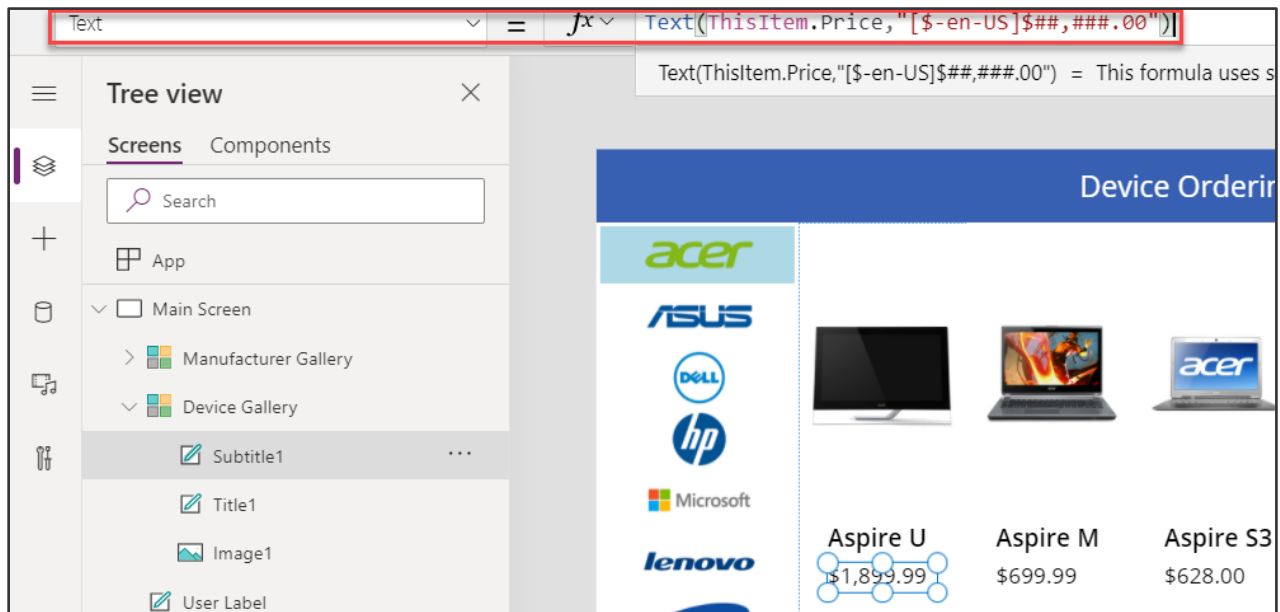 Text = fx Text(ThisItem.Price,"[$-en-US]$##,###.00")
Text(ThisItem.Price,"[$-en-US]$##,###.00") = This formula uses s
Tree view
Screens Components
Search
App
Main Screen
Manufacturer Gallery
Device Gallery
Subtitle1
Title1
Image1
User Label
Device Orderin
acer
ASUS
DELL
hp
Microsoft
lenovo
acer
Aspire U Aspire M Aspire S3
$1,899.99 $699.99 $628.00